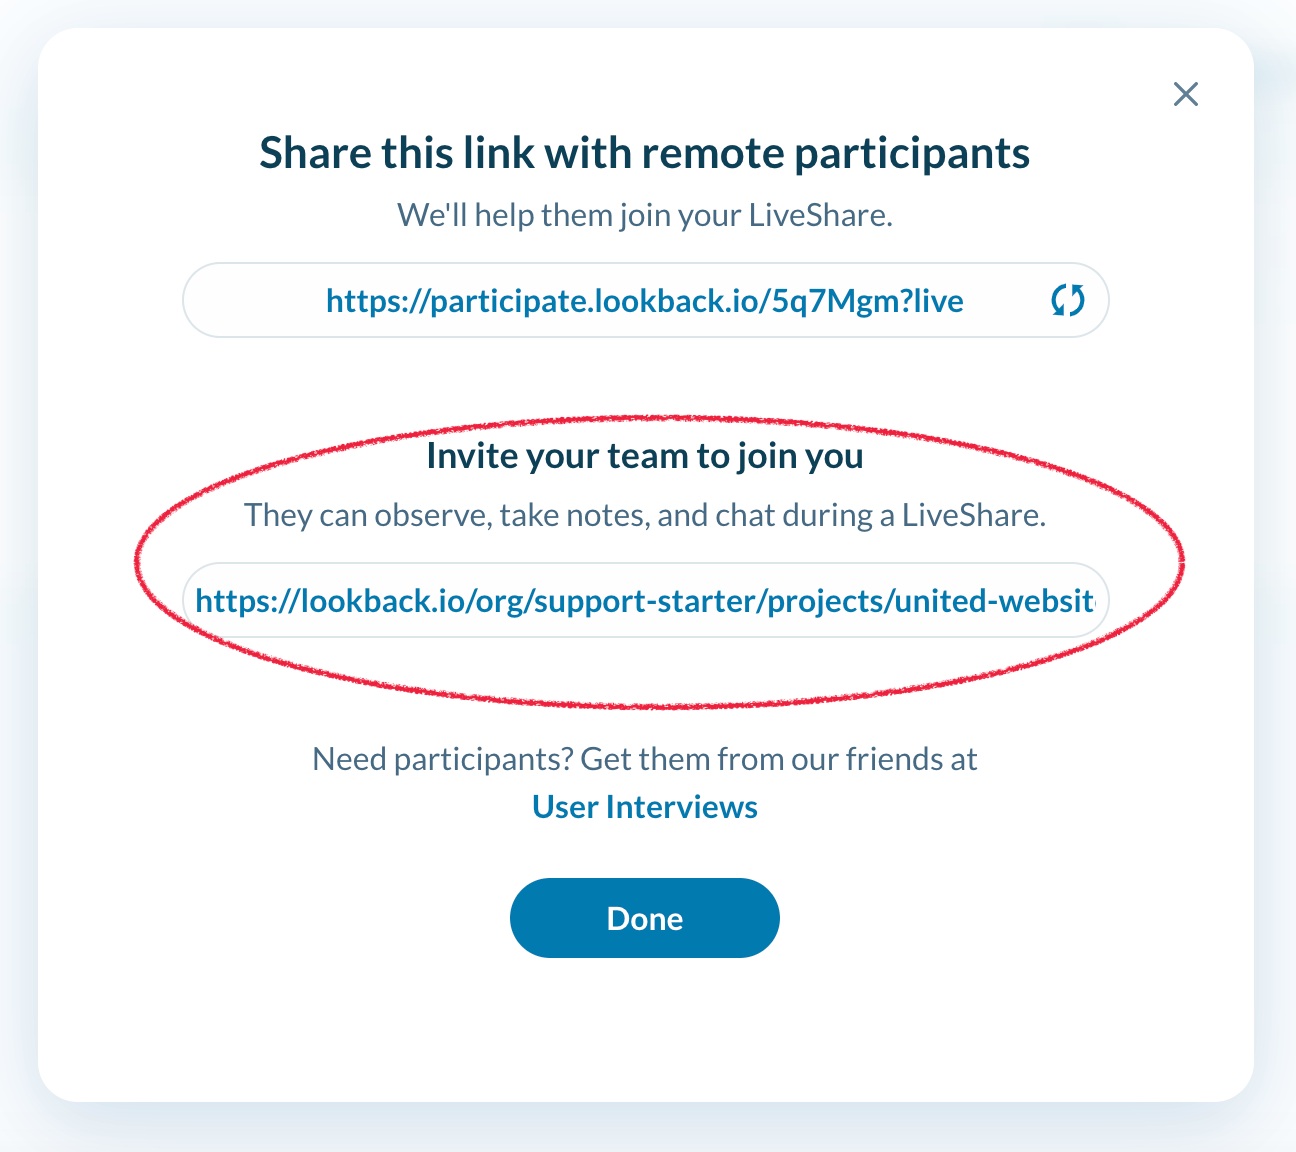 Share this link with remote participants
We'll help them join your LiveShare.
https://participate.lookback.io/5q7Mgm?live
Invite your team to join you
They can observe, take notes, and chat during a LiveShare.
https://lookback.io/org/support-starter/projects/united-websit
Need participants? Get them from our friends at
User Interviews
Done